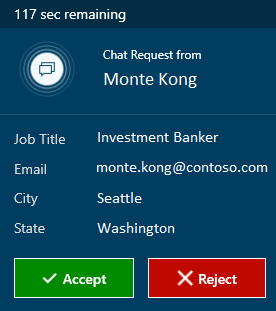 117 sec remaining
Chat Request from
Monte Kong
Job Title Investment Banker
Email monte.kong@contoso.com
City Seattle
State Washington
Accept Reject